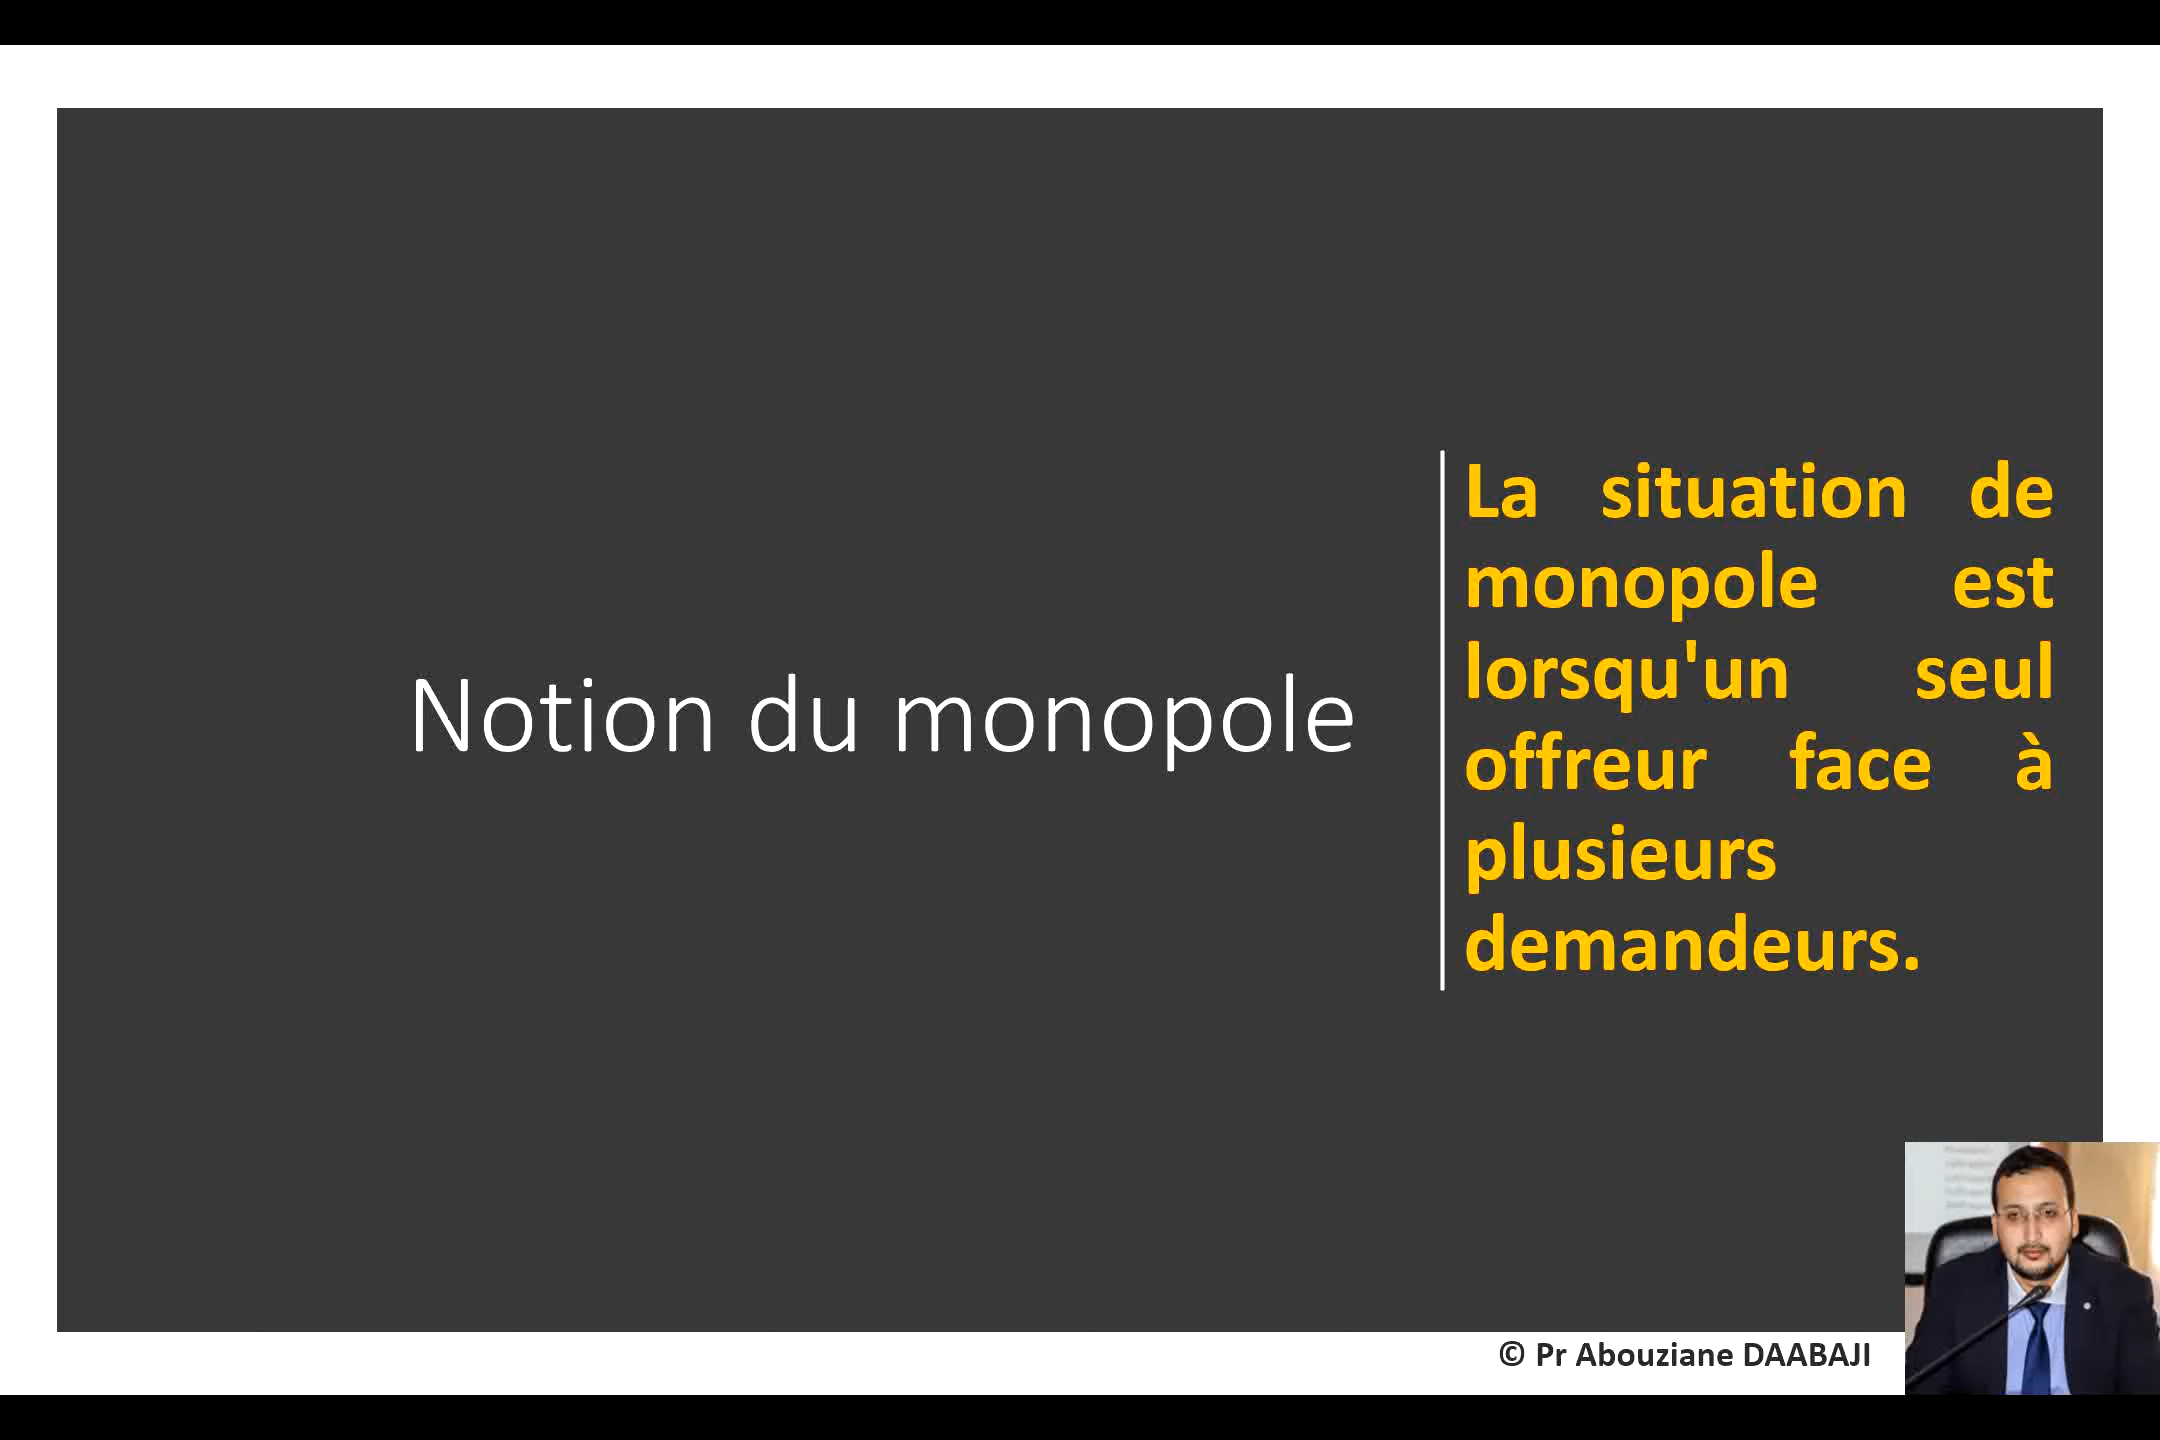 Notion du monopole
La situation de
monopole est
lorsqu'un seul
offreur face à
plusieurs
demandeurs.
© Pr Abouziane DAABAJI